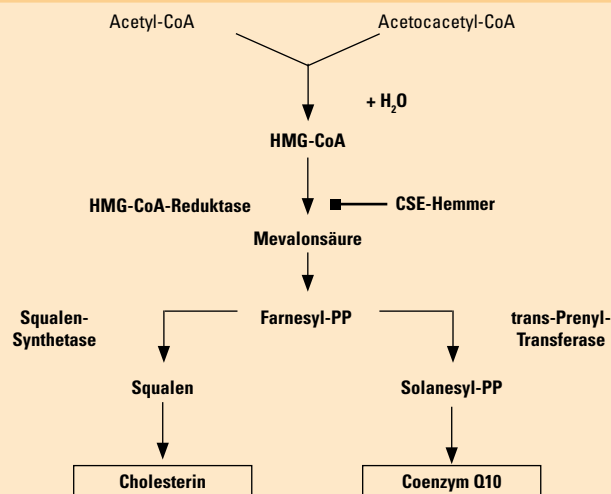 Acetyl-CoA Acetocacetyl-CoA
+ H₂O
HMG-CoA
HMG-CoA-Reduktase CSE-Hemmer
Mevalonsäure
Squalen-
Synthetase
Farnesyl-PP
trans-Prenyl-
Transferase
Squalen Solanesyl-PP
Cholesterin Coenzym Q10